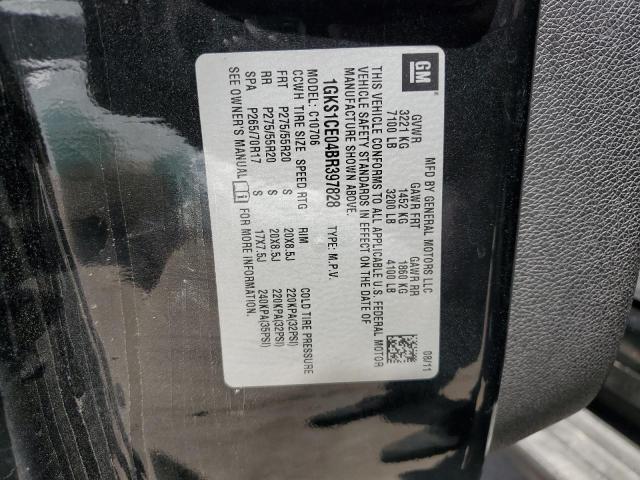 GM
MFD BY GENERAL MOTORS LLC
08/11
GVWR GAWR FRT GAWR RR
3221 KG 1452 KG 1860 KG
7100 LB 3200 LB 4100 LB
THIS VEHICLE CONFORMS TO ALL APPLICABLE U.S. FEDERAL MOTOR
VEHICLE SAFETY STANDARDS IN EFFECT ON THE DATE OF
MANUFACTURE SHOWN ABOVE.
1GKS1CE04BR397828 TYPE: M.P.V.
MODEL: C10706
CCWH TIRE SIZE SPEED RTG RIM COLD TIRE PRESSURE
FRT P275/55R20 S 20X8.5J 220KPA(32PSI)
RR P275/55R20 S 20X8.5J 220KPA(32PSI)
SPA P265/70R17 S 17X7.5J 240KPA(35PSI)
SEE OWNER'S MANUAL i FOR MORE INFORMATION.